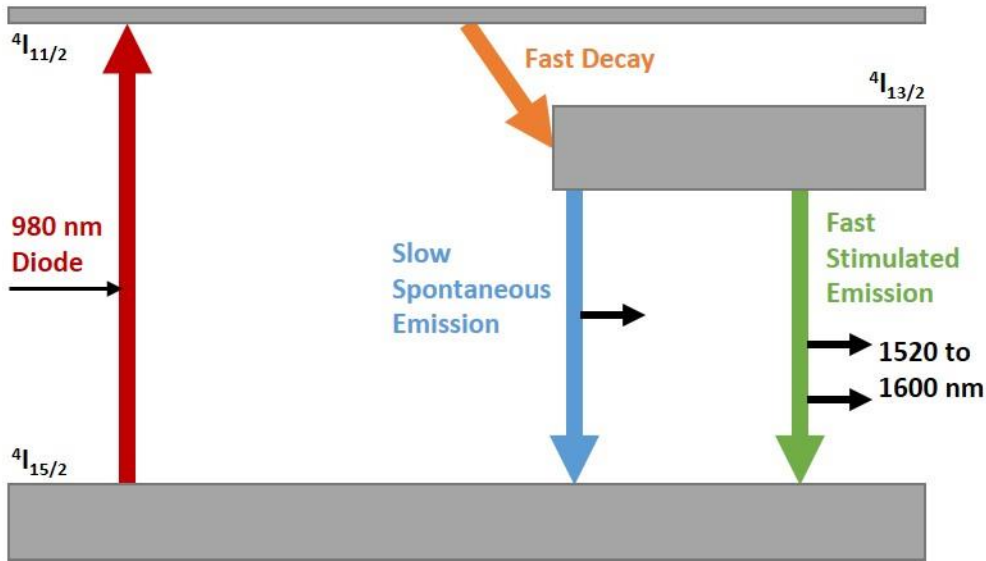 ⁴I₁₁/₂
Fast Decay
⁴I₁₃/₂
980 nm
Diode
Slow
Spontaneous
Emission
Fast
Stimulated
Emission
1520 to
1600 nm
⁴I₁₅/₂